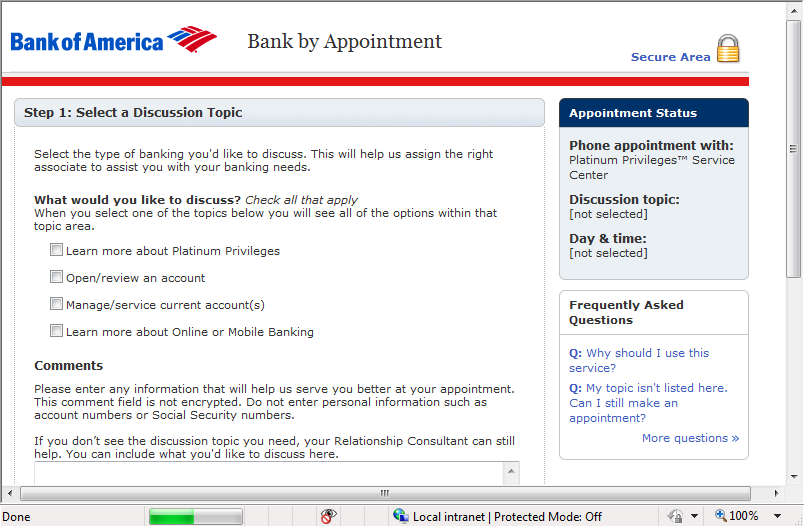 Bank of America
Bank by Appointment
Secure Area
Step 1: Select a Discussion Topic
Select the type of banking you'd like to discuss. This will help us assign the right
associate to assist you with your banking needs.
What would you like to discuss? Check all that apply
When you select one of the topics below you will see all of the options within that
topic area.
Learn more about Platinum Privileges
Open/review an account
Manage/service current account(s)
Learn more about Online or Mobile Banking
Comments
Please enter any information that will help us serve you better at your appointment.
This comment field is not encrypted. Do not enter personal information such as
account numbers or Social Security numbers.
If you don’t see the discussion topic you need, your Relationship Consultant can still
help. You can include what you'd like to discuss here.
Appointment Status
Phone appointment with:
Platinum Privileges™ Service
Center
Discussion topic:
[not selected]
Day & time:
[not selected]
Frequently Asked
Questions
Q: Why should I use this
service?
Q: My topic isn't listed here.
Can I still make an
appointment?
More questions »
Done
Local intranet | Protected Mode: Off
100%